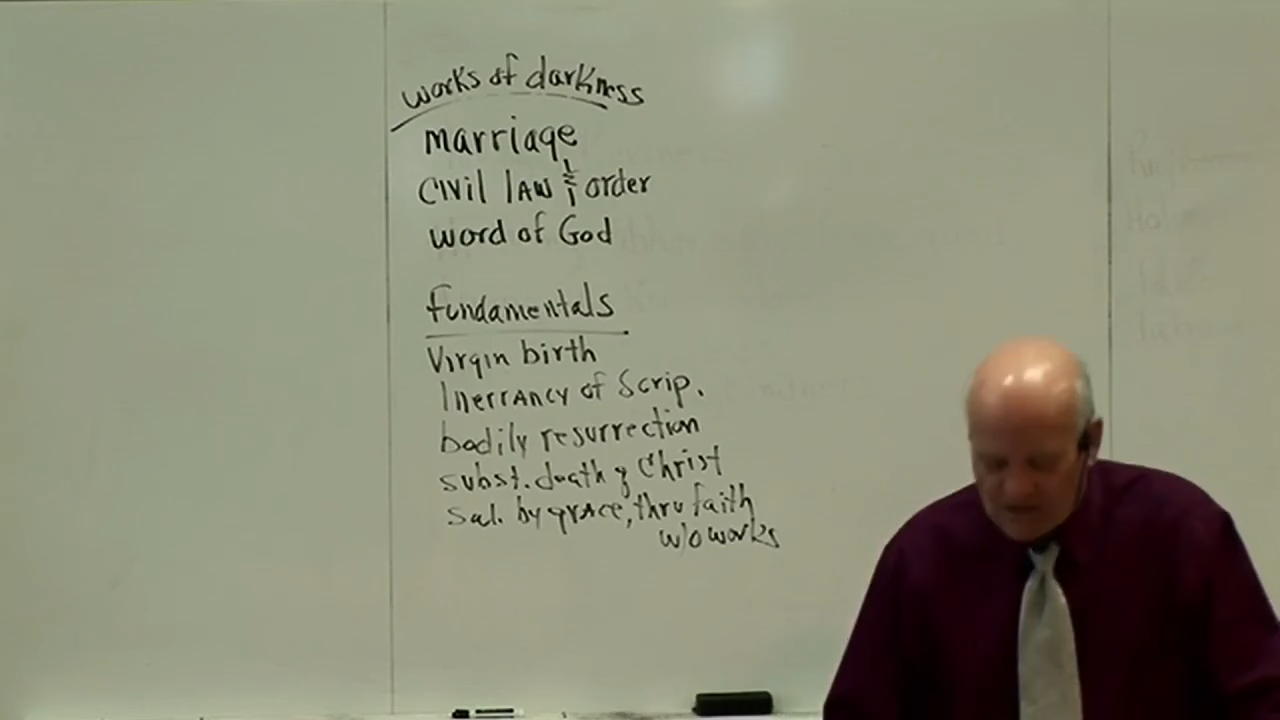 works of darkness
marriage
civil law & order
word of God
fundamentals
Virgin birth
Inerrancy of Scrip.
bodily resurrection
subst. death of Christ
Sal. by grace, thru faith
w/o works